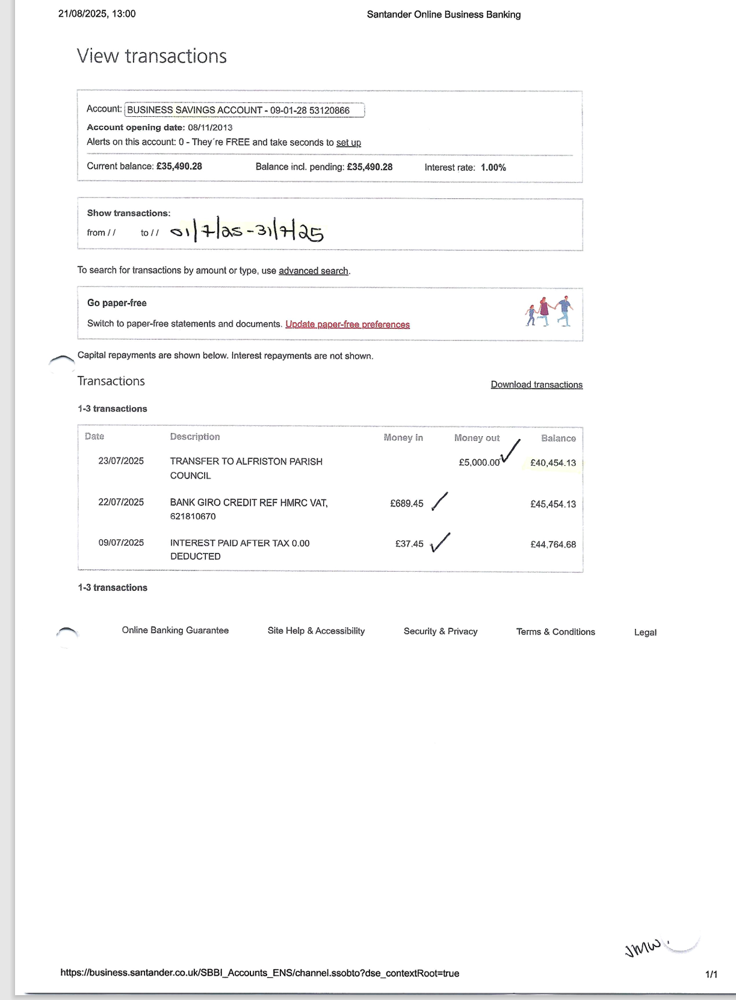 21/08/2025, 13:00 Santander Online Business Banking
View transactions
Account: BUSINESS SAVINGS ACCOUNT - 09-01-28 53120866
Account opening date: 08/11/2013
Alerts on this account: 0 - They´re FREE and take seconds to set up
Current balance: £35,490.28 Balance incl. pending: £35,490.28 Interest rate: 1.00%
Show transactions:
from / / to / / 01/7/25-31/7/25
To search for transactions by amount or type, use advanced search.
Go paper-free
Switch to paper-free statements and documents. Update paper-free preferences
Capital repayments are shown below. Interest repayments are not shown.
Transactions Download transactions
1-3 transactions
Date Description Money in Money out Balance
23/07/2025 TRANSFER TO ALFRISTON PARISH £5,000.00 £40,454.13
COUNCIL
22/07/2025 BANK GIRO CREDIT REF HMRC VAT, £689.45 £45,454.13
621810670
09/07/2025 INTEREST PAID AFTER TAX 0.00 £37.45 £44,764.68
DEDUCTED
1-3 transactions
Online Banking Guarantee Site Help & Accessibility Security & Privacy Terms & Conditions Legal
JMW.
https://business.santander.co.uk/SBBI_Accounts_ENS/channel.ssobto?dse_contextRoot=true 1/1